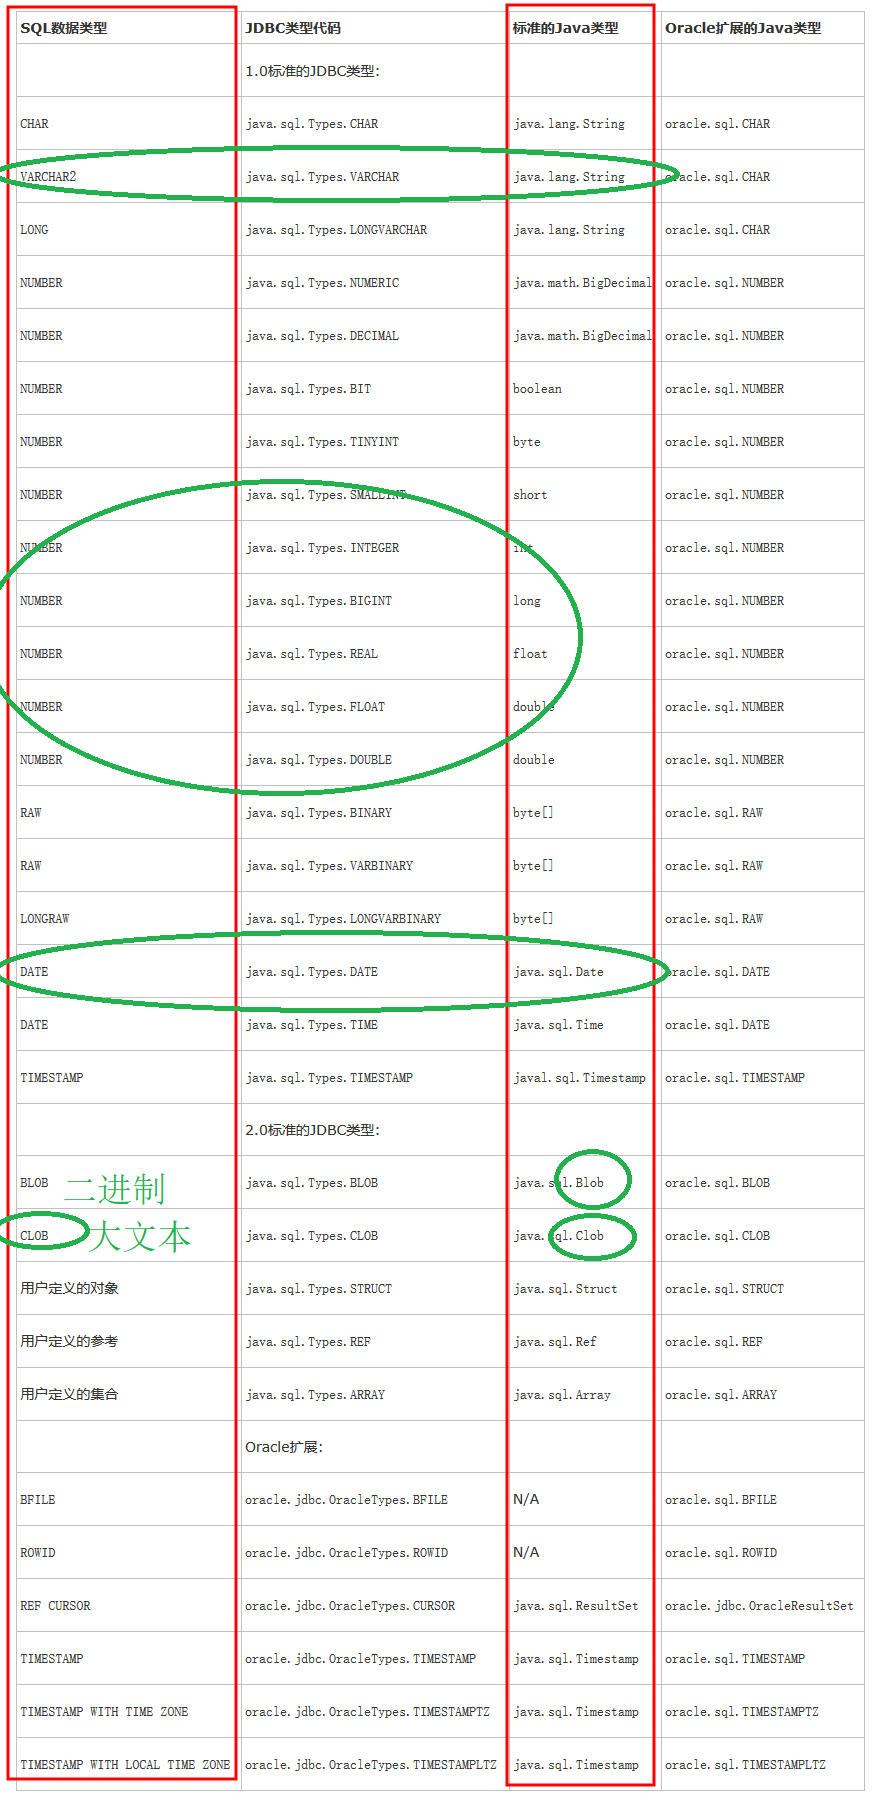 SQL数据类型 JDBC类型代码 标准的Java类型 Oracle扩展的Java类型
1.0标准的JDBC类型:
CHAR java.sql.Types.CHAR java.lang.String oracle.sql.CHAR
VARCHAR2 java.sql.Types.VARCHAR java.lang.String oracle.sql.CHAR
LONG java.sql.Types.LONGVARCHAR java.lang.String oracle.sql.CHAR
NUMBER java.sql.Types.NUMERIC java.math.BigDecimal oracle.sql.NUMBER
NUMBER java.sql.Types.DECIMAL java.math.BigDecimal oracle.sql.NUMBER
NUMBER java.sql.Types.BIT boolean oracle.sql.NUMBER
NUMBER java.sql.Types.TINYINT byte oracle.sql.NUMBER
NUMBER java.sql.Types.SMALLINT short oracle.sql.NUMBER
NUMBER java.sql.Types.INTEGER int oracle.sql.NUMBER
NUMBER java.sql.Types.BIGINT long oracle.sql.NUMBER
NUMBER java.sql.Types.REAL float oracle.sql.NUMBER
NUMBER java.sql.Types.FLOAT double oracle.sql.NUMBER
NUMBER java.sql.Types.DOUBLE double oracle.sql.NUMBER
RAW java.sql.Types.BINARY byte[] oracle.sql.RAW
RAW java.sql.Types.VARBINARY byte[] oracle.sql.RAW
LONGRAW java.sql.Types.LONGVARBINARY byte[] oracle.sql.RAW
DATE java.sql.Types.DATE java.sql.Date oracle.sql.DATE
DATE java.sql.Types.TIME java.sql.Time oracle.sql.DATE
TIMESTAMP java.sql.Types.TIMESTAMP javal.sql.Timestamp oracle.sql.TIMESTAMP
2.0标准的JDBC类型:
BLOB 二进制 java.sql.Types.BLOB java.sql.Blob oracle.sql.BLOB
CLOB 大文本 java.sql.Types.CLOB java.sql.Clob oracle.sql.CLOB
用户定义的对象 java.sql.Types.STRUCT java.sql.Struct oracle.sql.STRUCT
用户定义的参考 java.sql.Types.REF java.sql.Ref oracle.sql.REF
用户定义的集合 java.sql.Types.ARRAY java.sql.Array oracle.sql.ARRAY
Oracle扩展:
BFILE oracle.jdbc.OracleTypes.BFILE N/A oracle.sql.BFILE
ROWID oracle.jdbc.OracleTypes.ROWID N/A oracle.sql.ROWID
REF CURSOR oracle.jdbc.OracleTypes.CURSOR java.sql.ResultSet oracle.jdbc.OracleResultSet
TIMESTAMP oracle.jdbc.OracleTypes.TIMESTAMP java.sql.Timestamp oracle.sql.TIMESTAMP
TIMESTAMP WITH TIME ZONE oracle.jdbc.OracleTypes.TIMESTAMPTZ java.sql.Timestamp oracle.sql.TIMESTAMPTZ
TIMESTAMP WITH LOCAL TIME ZONE oracle.jdbc.OracleTypes.TIMESTAMPLTZ java.sql.Timestamp oracle.sql.TIMESTAMPLTZ